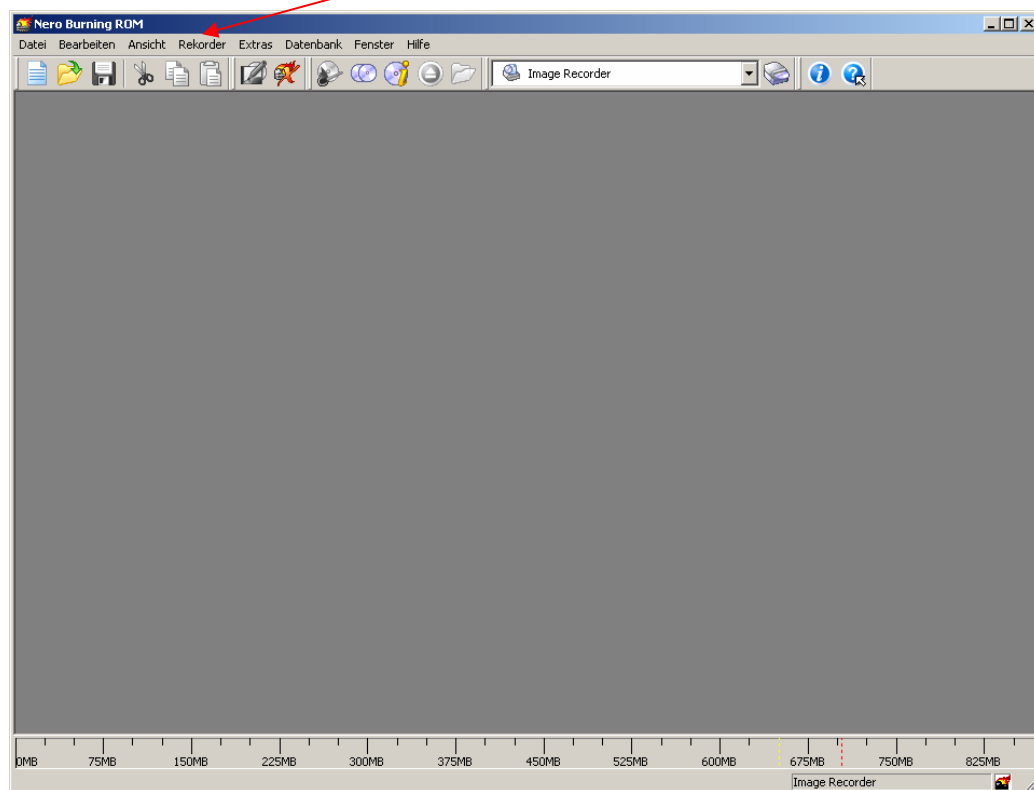 Nero Burning ROM
Datei Bearbeiten Ansicht Rekorder Extras Datenbank Fenster Hilfe
Image Recorder
0MB 75MB 150MB 225MB 300MB 375MB 450MB 525MB 600MB 675MB 750MB 825MB
Image Recorder